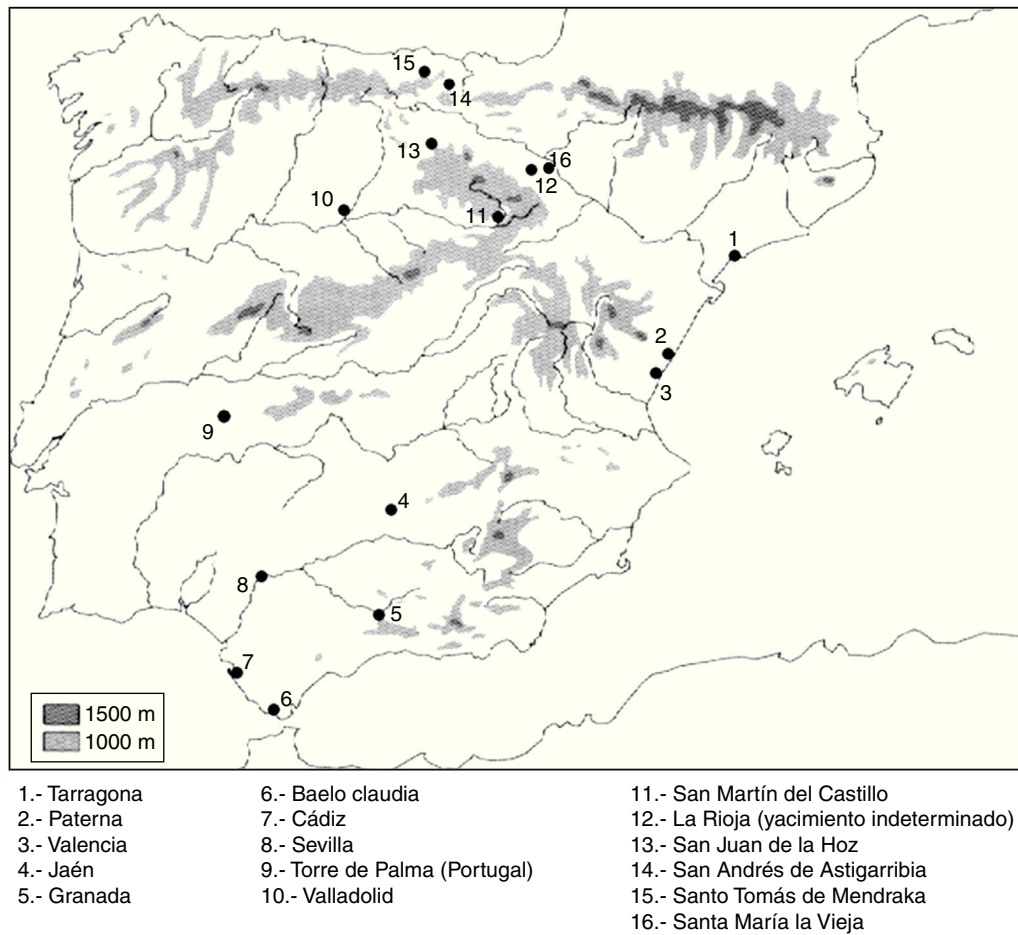 15
14
13
16
12
10
11
1
2
3
9
4
8
5
7
6
1500 m
1000 m
1.- Tarragona
2.- Paterna
3.- Valencia
4.- Jaén
5.- Granada
6.- Baelo claudia
7.- Cádiz
8.- Sevilla
9.- Torre de Palma (Portugal)
10.- Valladolid
11.- San Martín del Castillo
12.- La Rioja (yacimiento indeterminado)
13.- San Juan de la Hoz
14.- San Andrés de Astigarribia
15.- Santo Tomás de Mendraka
16.- Santa María la Vieja